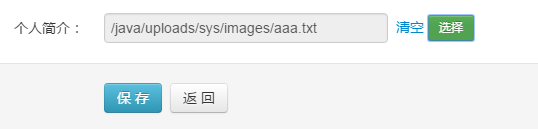 个人简介： /java/uploads/sys/images/aaa.txt 清空 选择
保 存 返 回